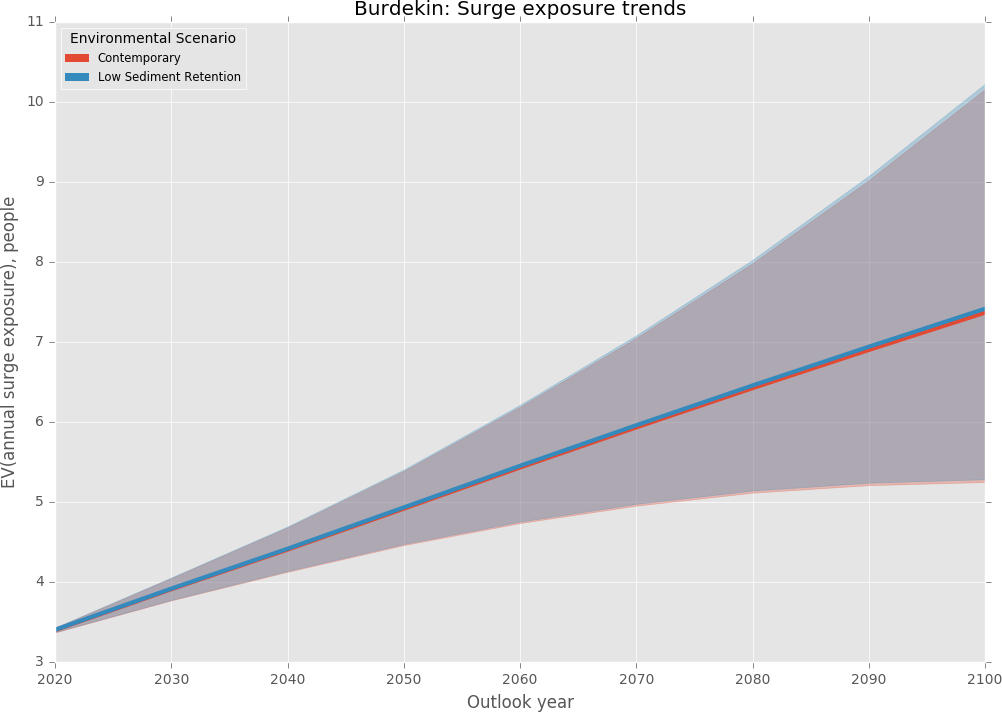 Burdekin: Surge exposure trends
Environmental Scenario
Contemporary
Low Sediment Retention
EV(annual surge exposure), people
11
10
9
8
7
6
5
4
3
2020 2030 2040 2050 2060 2070 2080 2090 2100
Outlook year